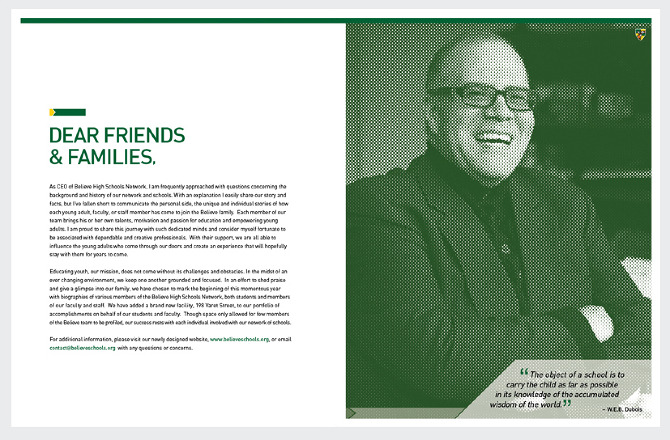 DEAR FRIENDS
& FAMILIES,
As CEO of Believe High Schools Network, I am frequently approached with questions concerning the
background and history of our network and schools. With an explanation I easily share our story and
facts, but I've fallen short to communicate the personal side, the unique and individual stories of how
each young adult, faculty, or staff member has come to join the Believe family. Each member of our
team brings his or her own talents, motivation and passion for education and empowering young
adults. I am proud to share this journey with such dedicated minds and consider myself fortunate to
be associated with dependable and creative professionals. With their support, we are all able to
influence the young adults who come through our doors and create an experience that will hopefully
stay with them for years to come.
Educating youth, our mission, does not come without its challenges and obstacles. In the midst of an
ever changing environment, we keep one another grounded and focused. In an effort to shed praise
and give a glimpse into our family, we have chosen to mark the beginning of this momentous year
with biographies of various members of the Believe High Schools Network, both students and members
of our faculty and staff. We have added a brand new facility, 198 Varet Street, to our portfolio of
accomplishments on behalf of our students and faculty. Though space only allowed for few members
of the Believe team to be profiled, our success rests with each individual involved with our network of schools.
For additional information, please visit our newly designed website, www.believeschools.org, or email
contact@believeschools.org with any questions or concerns.
“ The object of a school is to
carry the child as far as possible
in its knowledge of the accumulated
wisdom of the world. ”
– W.E.B. Dubois